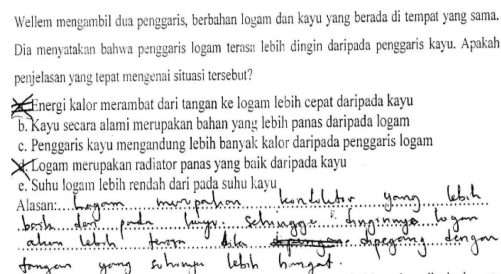 Wellem mengambil dua penggaris, berbahan logam dan kayu yang berada di tempat yang sama.
Dia menyatakan bahwa penggaris logam terasa lebih dingin daripada penggaris kayu. Apakah
penjelasan yang tepat mengenai situasi tersebut?
a. Energi kalor merambat dari tangan ke logam lebih cepat daripada kayu
b. Kayu secara alami merupakan bahan yang lebih panas daripada logam
c. Penggaris kayu mengandung lebih banyak kalor daripada penggaris logam
d. Logam merupakan radiator panas yang baik daripada kayu
e. Suhu logam lebih rendah dari pada suhu kayu
Alasan: Logam merupakan konduktor yang lebih
baik dari pada kayu. Sehingga dinginnya logam
akan lebih terasa bila dipegang dengan
tangan yang suhunya lebih hangat.